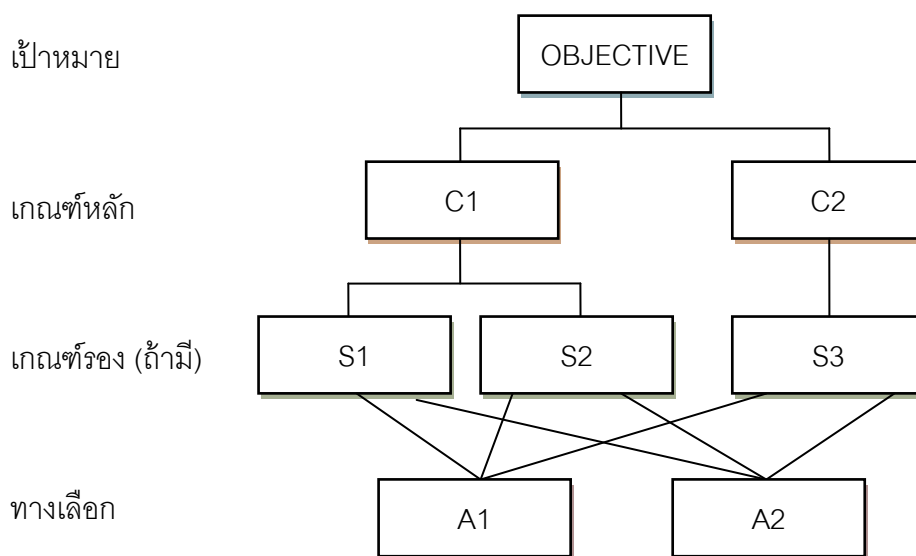 เป้าหมาย
OBJECTIVE
เกณฑ์หลัก
C1
C2
เกณฑ์รอง (ถ้ามี)
S1
S2
S3
ทางเลือก
A1
A2